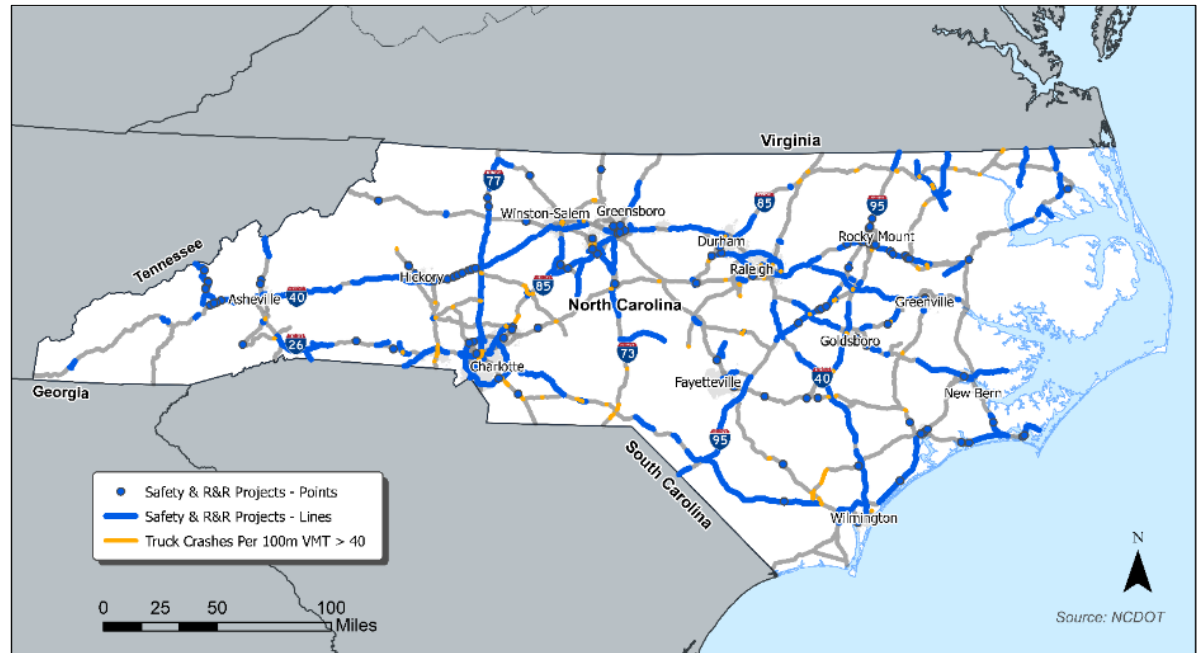 Virginia
77
Winston-Salem
Greensboro
85
95
Durham
Rocky Mount
Tennessee
Raleigh
Hickory
85
Asheville
40
North Carolina
Greenville
26
Goldsboro
73
Charlotte
Fayetteville
40
Georgia
New Bern
95
South Carolina
Wilmington
Safety & R&R Projects - Points
Safety & R&R Projects - Lines
Truck Crashes Per 100m VMT > 40
N
0 25 50 100
Miles
Source: NCDOT